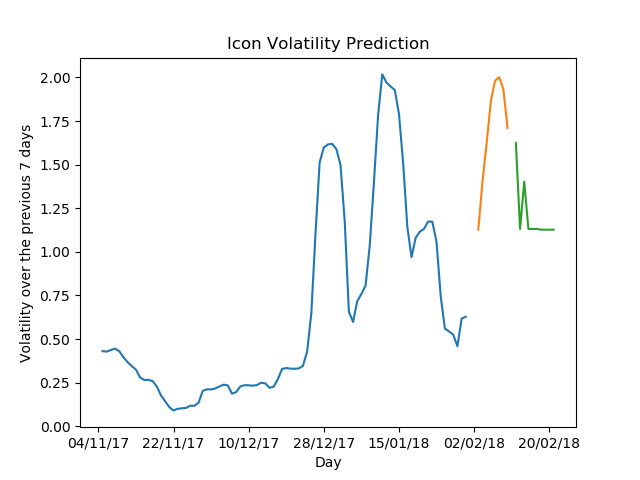 Icon Volatility Prediction
Volatility over the previous 7 days
2.00
1.75
1.50
1.25
1.00
0.75
0.50
0.25
0.00
04/11/17 22/11/17 10/12/17 28/12/17 15/01/18 02/02/18 20/02/18
Day